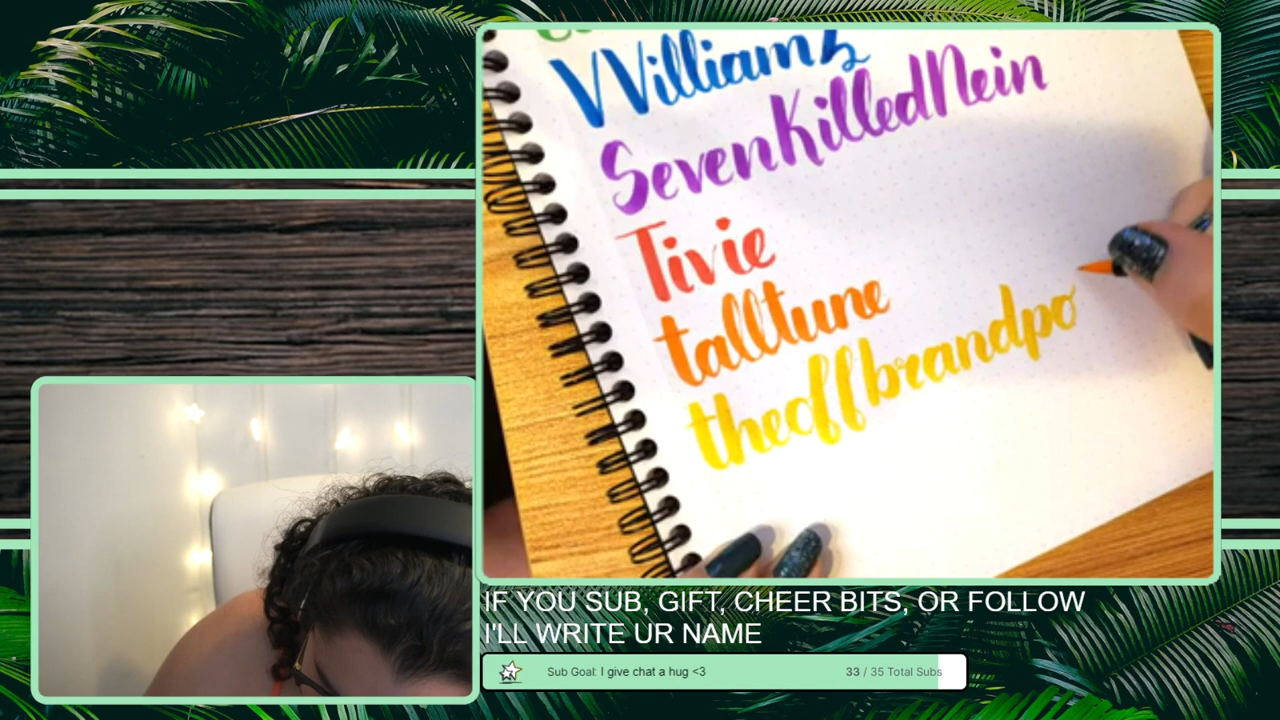 VVilliamz
SevenKilledNein
Tivie
talltune
theoffbrandpo
IF YOU SUB, GIFT, CHEER BITS, OR FOLLOW
I'LL WRITE UR NAME
Sub Goal: I give chat a hug <3
33 / 35 Total Subs